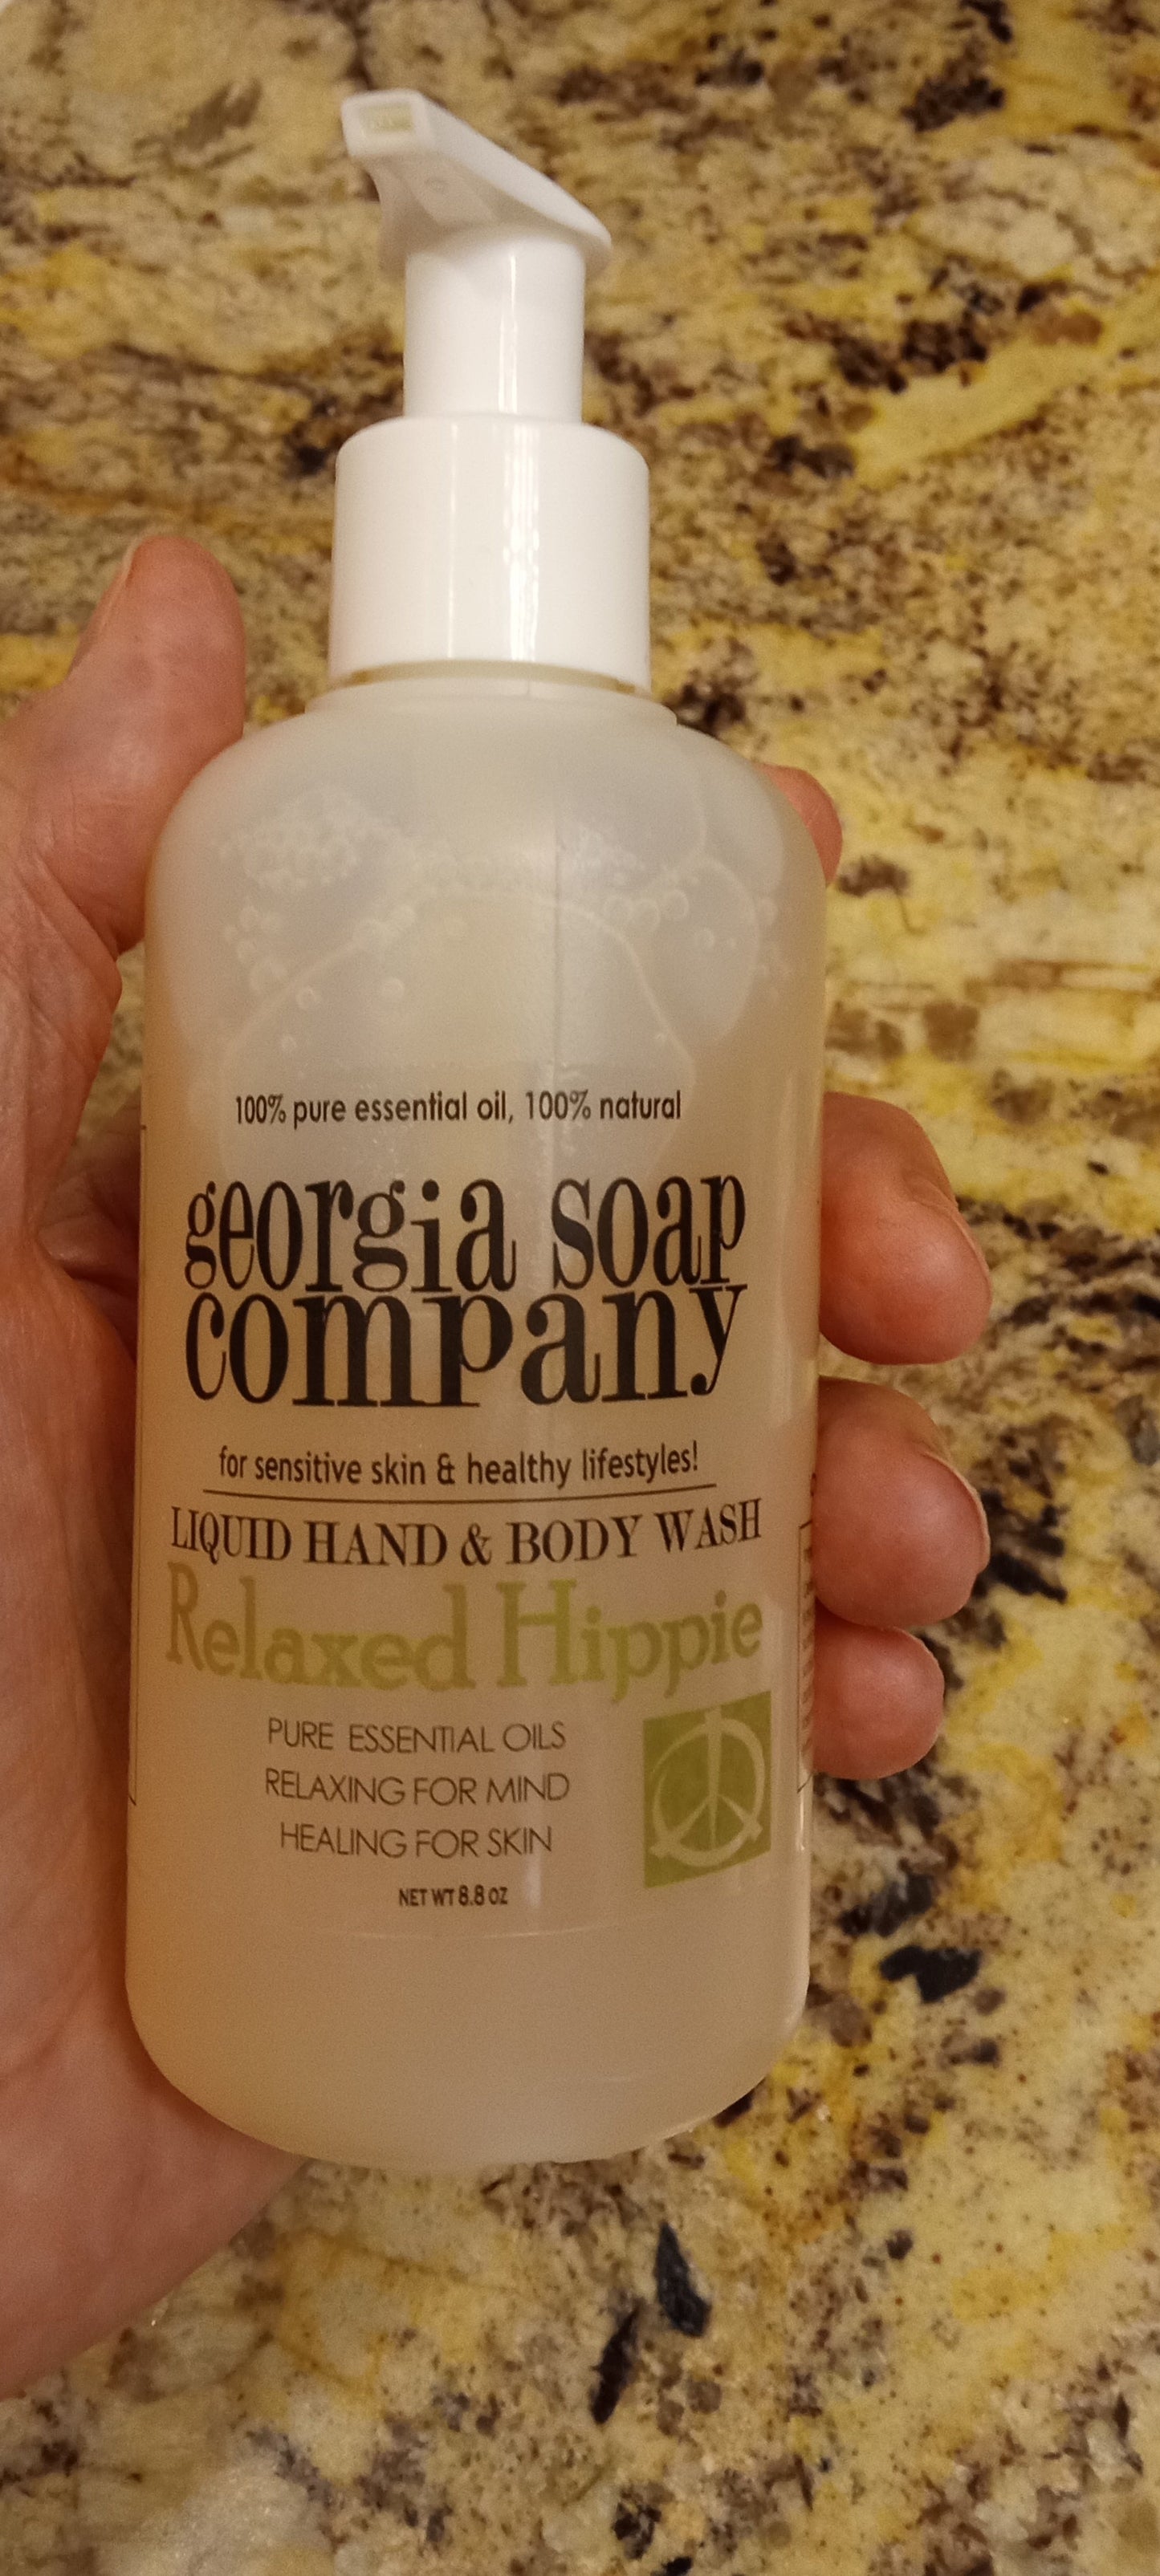 100% pure essential oil, 100% natural
georgia soap
company
for sensitive skin & healthy lifestyles!
LIQUID HAND & BODY WASH
Relaxed Hippie
PURE ESSENTIAL OILS
RELAXING FOR MIND
HEALING FOR SKIN
NET WT 8.8 OZ